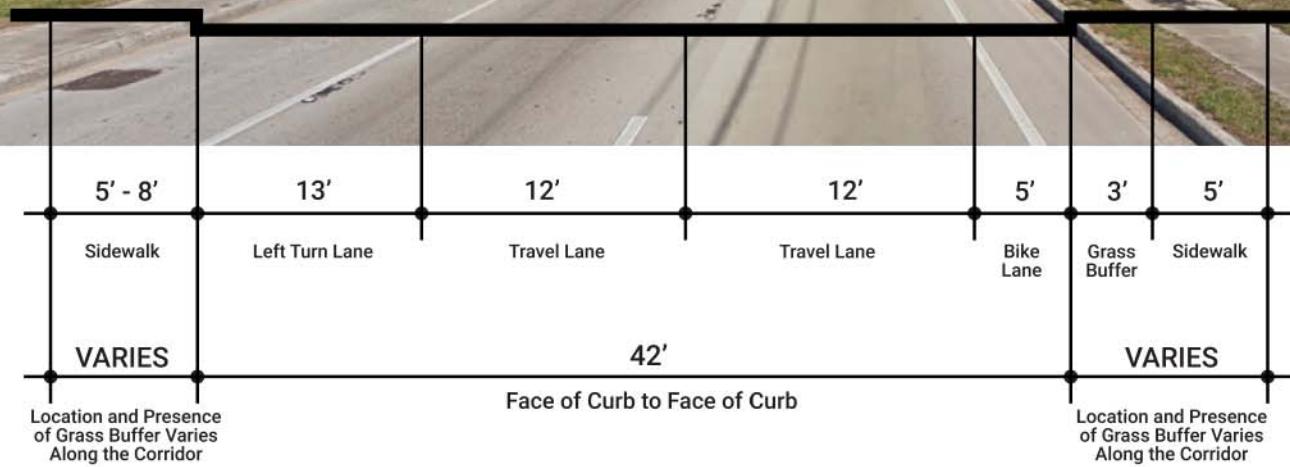 5’ - 8’
13’
12’
12’
5’
3’
5’
Sidewalk
Left Turn Lane
Travel Lane
Travel Lane
Bike
Lane
Grass
Buffer
Sidewalk
VARIES
42’
VARIES
Face of Curb to Face of Curb
Location and Presence
of Grass Buffer Varies
Along the Corridor
Location and Presence
of Grass Buffer Varies
Along the Corridor